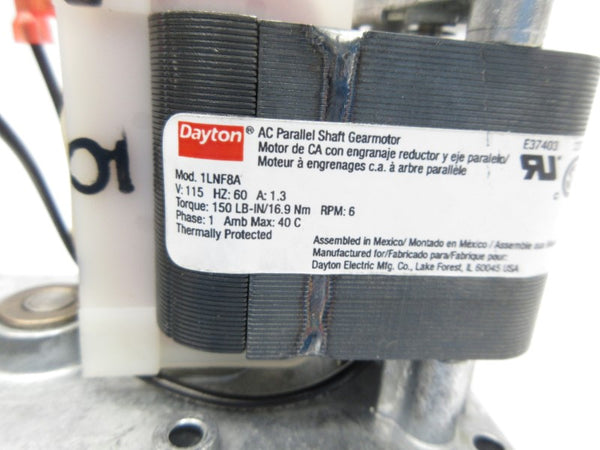 Dayton® AC Parallel Shaft Gearmotor
Motor de CA con engranaje reductor y eje paralelo/
Moteur à engrenages c.a. à arbre parallèle
E37403
Mod. 1LNF8A
V: 115 HZ: 60 A: 1.3
Torque: 150 LB-IN/16.9 Nm RPM: 6
Phase: 1 Amb Max: 40 C
Thermally Protected
Assembled in Mexico/ Montado en México / Assemblé
Manufactured for/Fabricado para/Fabriqué pour:
Dayton Electric Mfg. Co., Lake Forest, IL 60045 USA